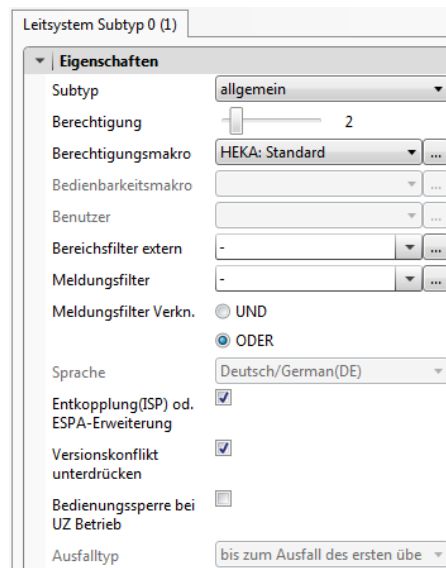 Leitsystem Subtyp 0 (1)
Eigenschaften
Subtyp allgemein
Berechtigung 2
Berechtigungsmakro HEKA: Standard ...
Bedienbarkeitsmakro ...
Benutzer ...
Bereichsfilter extern - ...
Meldungsfilter - ...
Meldungsfilter Verkn. UND
ODER
Sprache Deutsch/German(DE)
Entkopplung(ISP) od.
ESPA-Erweiterung
Versionskonflikt
unterdrücken
Bedienungssperre bei
UZ Betrieb
Ausfalltyp bis zum Ausfall des ersten übe